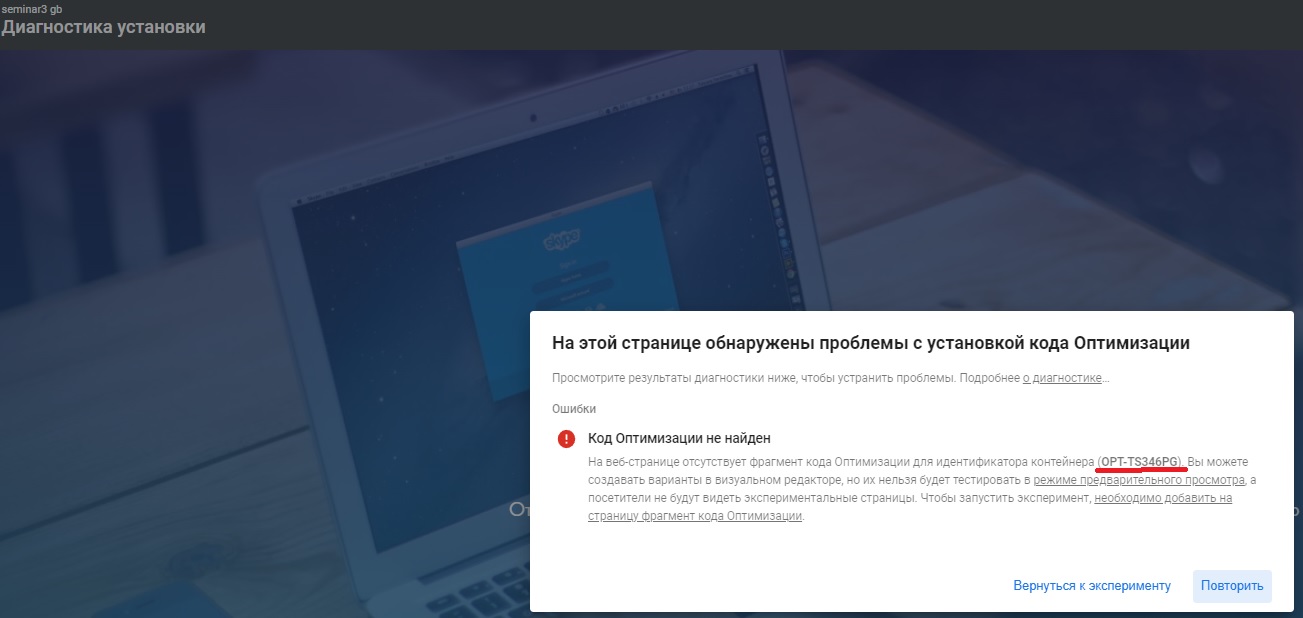 seminar3 gb
Диагностика установки
skype
На этой странице обнаружены проблемы с установкой кода Оптимизации
Просмотрите результаты диагностики ниже, чтобы устранить проблемы. Подробнее о диагностике...
Ошибки
Код Оптимизации не найден
На веб-странице отсутствует фрагмент кода Оптимизации для идентификатора контейнера (OPT-TS346PG). Вы можете
создавать варианты в визуальном редакторе, но их нельзя будет тестировать в режиме предварительного просмотра, а
посетители не будут видеть экспериментальные страницы. Чтобы запустить эксперимент, необходимо добавить на
страницу фрагмент кода Оптимизации.
Вернуться к эксперименту
Повторить